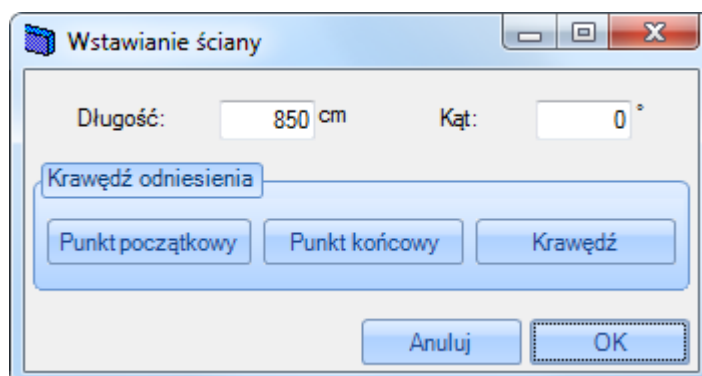 Wstawianie ściany
Długość: 850 cm Kąt: 0 °
Krawędź odniesienia
Punkt początkowy Punkt końcowy Krawędź
Anuluj OK